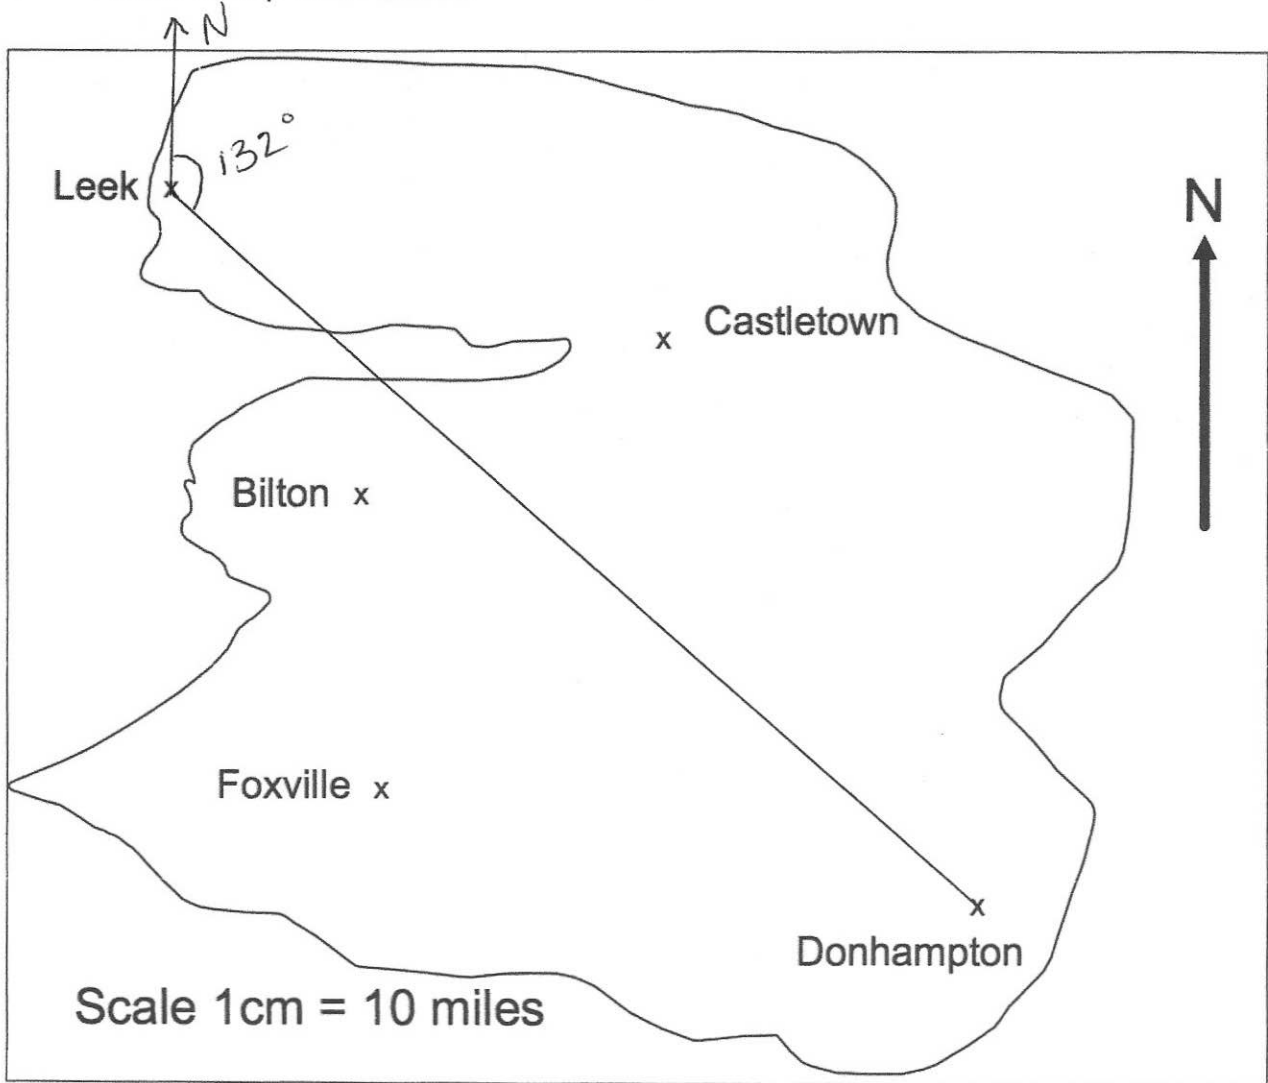 N
132°
Leek
N
Castletown
Bilton
Foxville
Donhampton
Scale 1cm = 10 miles